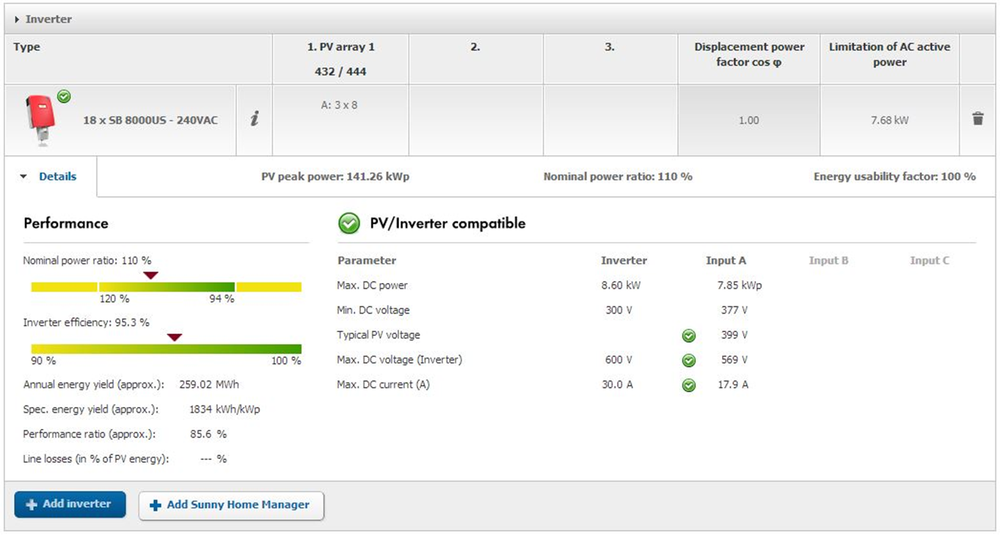 Inverter
Type
1. PV array 1
432 / 444
2.
3.
Displacement power
factor cos φ
Limitation of AC active
power
18 x SB 8000US - 240VAC
i
A: 3 x 8
1.00
7.68 kW
Details
PV peak power: 141.26 kWp
Nominal power ratio: 110 %
Energy usability factor: 100 %
Performance
Nominal power ratio: 110 %
120 %
94 %
Inverter efficiency: 95.3 %
90 %
100 %
Annual energy yield (approx.): 259.02 MWh
Spec. energy yield (approx.): 1834 kWh/kWp
Performance ratio (approx.): 85.6 %
Line losses (in % of PV energy): --- %
PV/Inverter compatible
Parameter Inverter Input A Input B Input C
Max. DC power 8.60 kW 7.85 kWp
Min. DC voltage 300 V 377 V
Typical PV voltage 399 V
Max. DC voltage (Inverter) 600 V 569 V
Max. DC current (A) 30.0 A 17.9 A
Add inverter
Add Sunny Home Manager